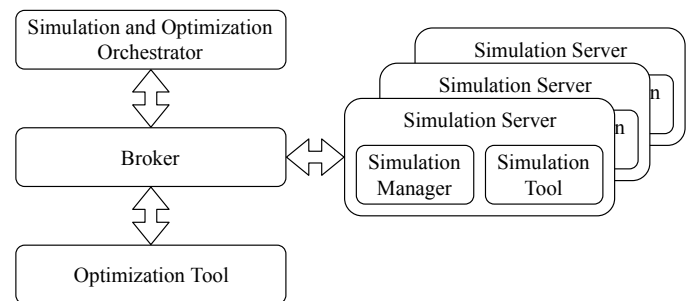 Simulation and Optimization
Orchestrator
Simulation Server
Simulation Server
n
Simulation Server
n
Broker
Simulation
Manager
Simulation
Tool
Optimization Tool